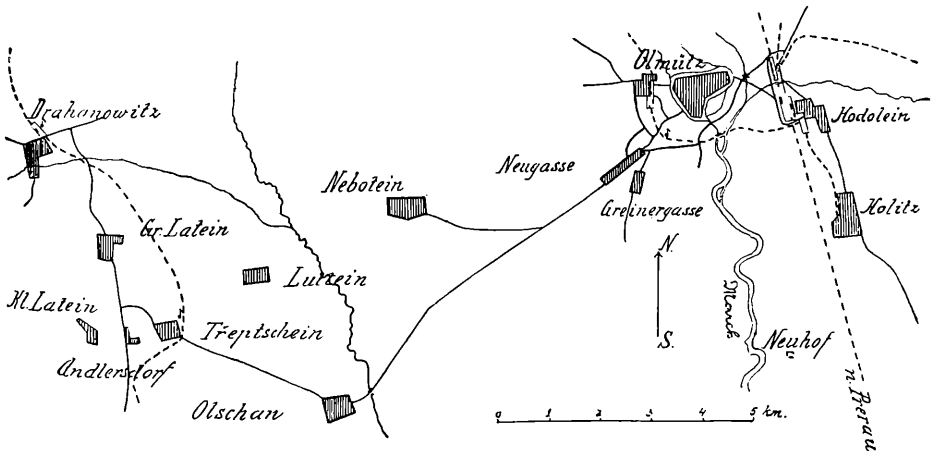 Olmütz
Drahanowitz
Hodolein
Neugasse
Nebotein
Greinergasse
Holitz
Gr. Latein
N.
Luttein
Kl. Latein
March
Treptschein
S.
Neuhof
Andlersdorf
n. Prerau
Olschan
0 1 2 3 4 5 km.